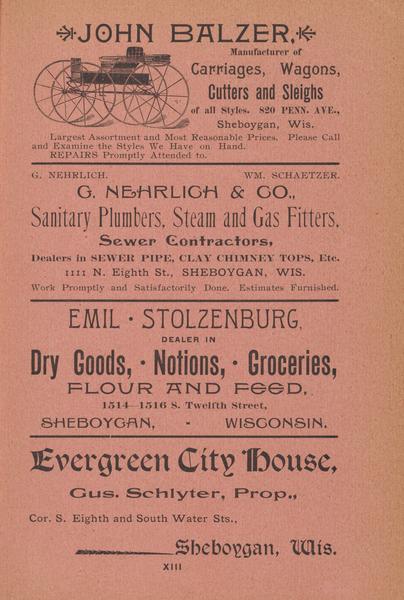 JOHN BALZER,
Manufacturer of
Carriages, Wagons,
Cutters and Sleighs
of all Styles. 820 PENN. AVE.,
Sheboygan, Wis.
Largest Assortment and Most Reasonable Prices. Please Call
and Examine the Styles We Have on Hand.
REPAIRS Promptly Attended to.
G. NEHRLICH. WM. SCHAETZER.
G. NEHRLICH & CO.,
Sanitary Plumbers, Steam and Gas Fitters,
Sewer Contractors,
Dealers in SEWER PIPE, CLAY CHIMNEY TOPS, Etc.
1111 N. Eighth St., SHEBOYGAN, WIS.
Work Promptly and Satisfactorily Done. Estimates Furnished.
EMIL · STOLZENBURG,
DEALER IN
Dry Goods, · Notions, · Groceries,
FLOUR AND FEED,
1514–1516 S. Twelfth Street,
SHEBOYGAN, - WISCONSIN.
Evergreen City House,
Gus. Schlyter, Prop.,
Cor. S. Eighth and South Water Sts.,
Sheboygan, Wis.
XIII